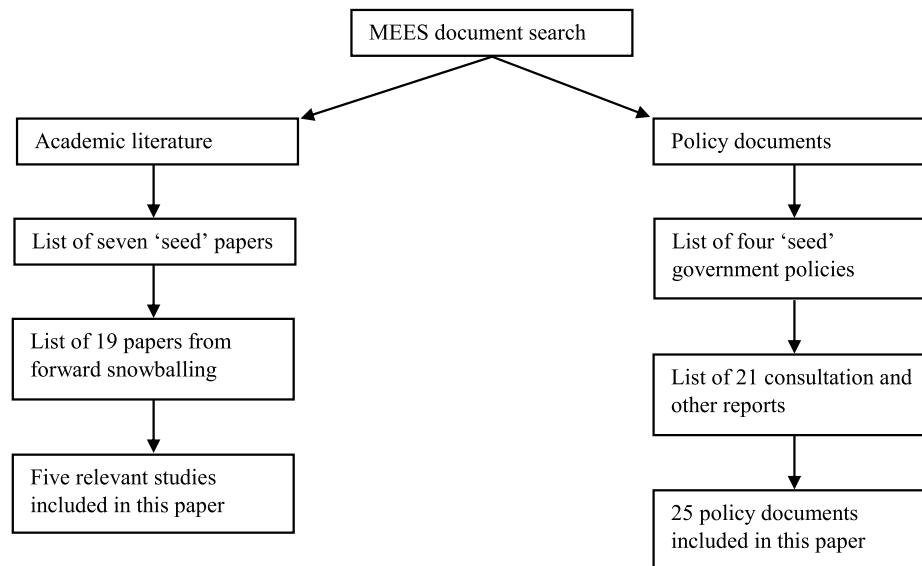 MEES document search
Academic literature
List of seven ‘seed’ papers
List of 19 papers from
forward snowballing
Five relevant studies
included in this paper
Policy documents
List of four ‘seed’
government policies
List of 21 consultation and
other reports
25 policy documents
included in this paper